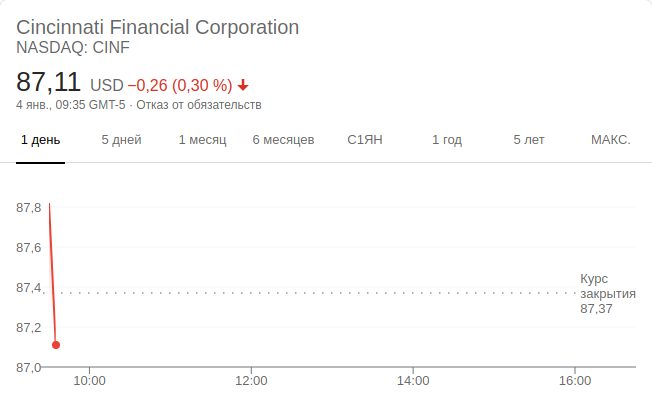 Cincinnati Financial Corporation
NASDAQ: CINF
87,11 USD −0,26 (0,30 %)
4 янв., 09:35 GMT-5 · Отказ от обязательств
1 день 5 дней 1 месяц 6 месяцев С1ЯН 1 год 5 лет МАКС.
87,8
87,6
87,4
87,2
87,0
Курс
закрытия
87,37
10:00 12:00 14:00 16:00